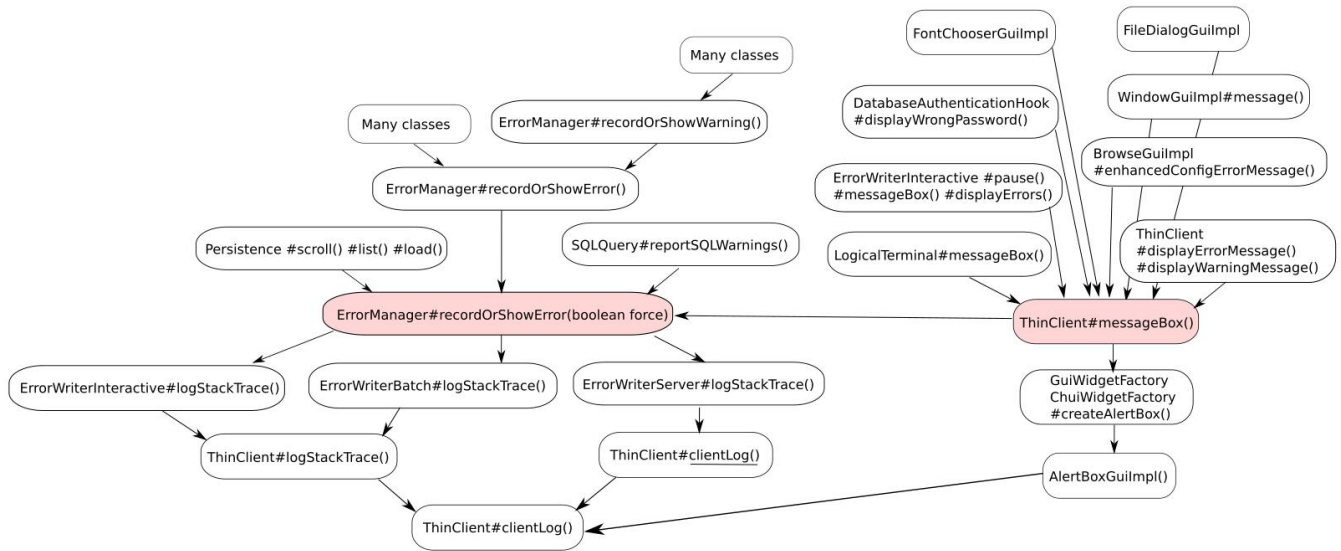 FontChooserGuiImpl
FileDialogGuiImpl
Many classes
WindowGuiImpl#message()
DatabaseAuthenticationHook
#displayWrongPassword()
Many classes
ErrorManager#recordOrShowWarning()
BrowseGuiImpl
#enhancedConfigErrorMessage()
ErrorManager#recordOrShowError()
ErrorWriterInteractive #pause()
#messageBox() #displayErrors()
Persistence #scroll() #list() #load()
SQLQuery#reportSQLWarnings()
LogicalTerminal#messageBox()
ThinClient
#displayErrorMessage()
#displayWarningMessage()
ErrorManager#recordOrShowError(boolean force)
ThinClient#messageBox()
ErrorWriterInteractive#logStackTrace()
ErrorWriterBatch#logStackTrace()
ErrorWriterServer#logStackTrace()
GuiWidgetFactory
ChuiWidgetFactory
#createAlertBox()
ThinClient#logStackTrace()
ThinClient#clientLog()
AlertBoxGuiImpl()
ThinClient#clientLog()